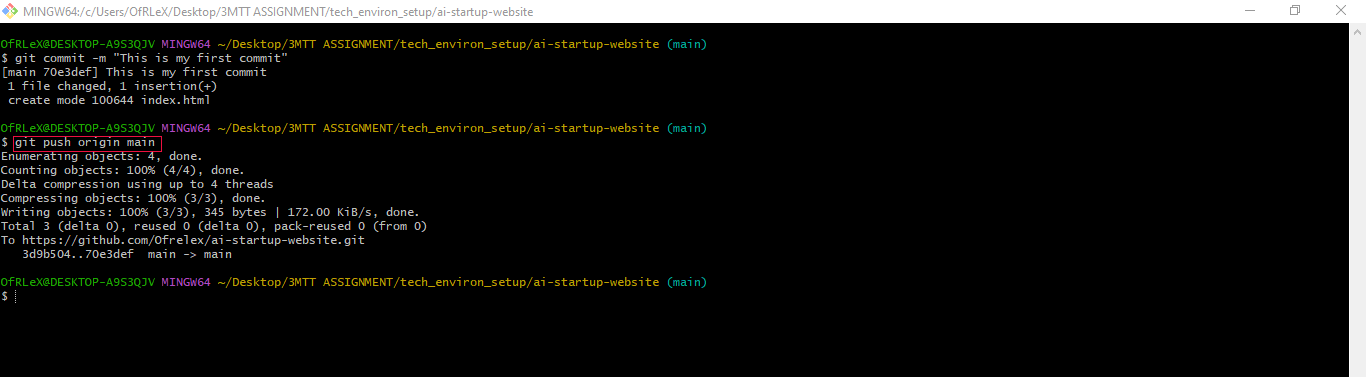 MINGW64:/c/Users/OfRLeX/Desktop/3MTT ASSIGNMENT/tech_environ_setup/ai-startup-website
OfRLeX@DESKTOP-A9S3QJV MINGW64 ~/Desktop/3MTT ASSIGNMENT/tech_environ_setup/ai-startup-website (main)
$ git commit -m "This is my first commit"
[main 70e3def] This is my first commit
 1 file changed, 1 insertion(+)
 create mode 100644 index.html
OfRLeX@DESKTOP-A9S3QJV MINGW64 ~/Desktop/3MTT ASSIGNMENT/tech_environ_setup/ai-startup-website (main)
$ git push origin main
Enumerating objects: 4, done.
Counting objects: 100% (4/4), done.
Delta compression using up to 4 threads
Compressing objects: 100% (3/3), done.
Writing objects: 100% (3/3), 345 bytes | 172.00 KiB/s, done.
Total 3 (delta 0), reused 0 (delta 0), pack-reused 0 (from 0)
To https://github.com/Ofrelex/ai-startup-website.git
   3d9b504..70e3def  main -> main
OfRLeX@DESKTOP-A9S3QJV MINGW64 ~/Desktop/3MTT ASSIGNMENT/tech_environ_setup/ai-startup-website (main)
$